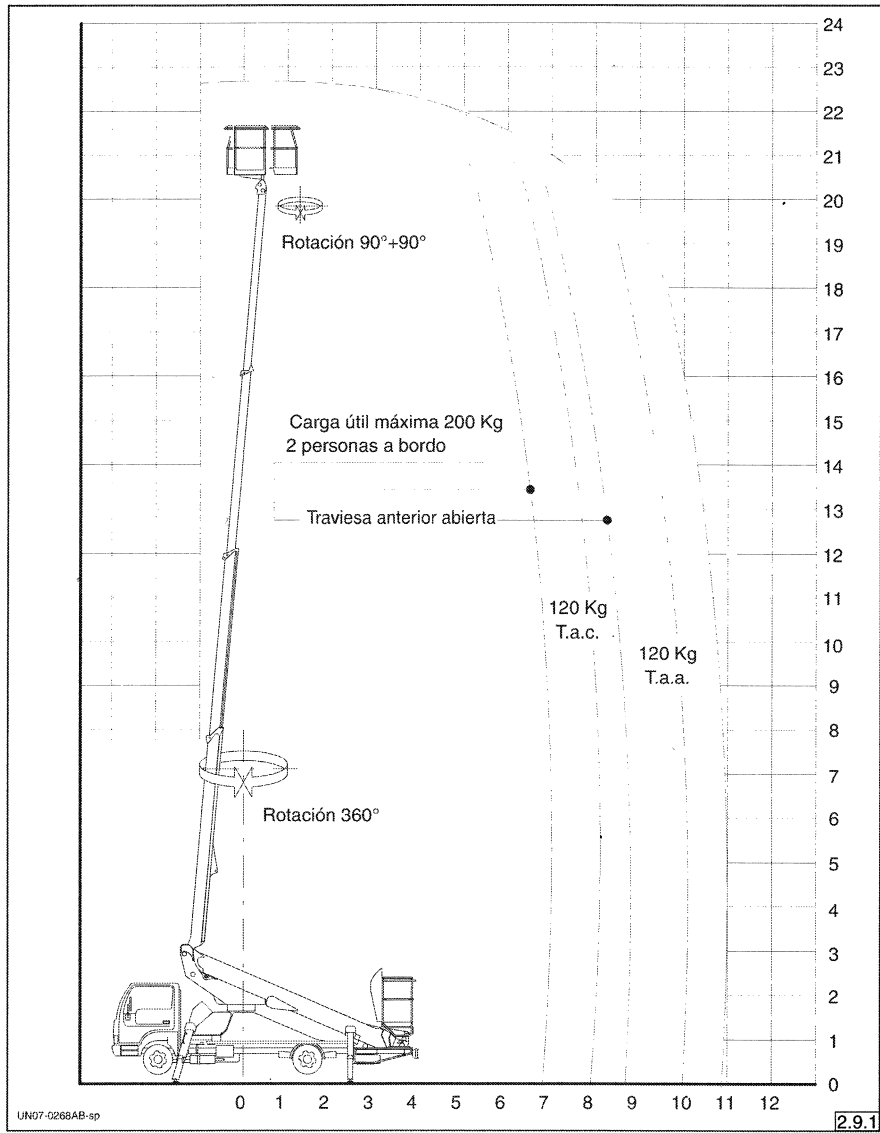 24
23
22
21
20
19
18
17
16
15
14
13
12
11
10
9
8
7
6
5
4
3
2
1
0
Rotación 90°+90°
Carga útil máxima 200 Kg
2 personas a bordo
Traviesa anterior abierta
120 Kg
T.a.c.
120 Kg
T.a.a.
Rotación 360°
0 1 2 3 4 5 6 7 8 9 10 11 12
UN07-0268AB-sp
2.9.1